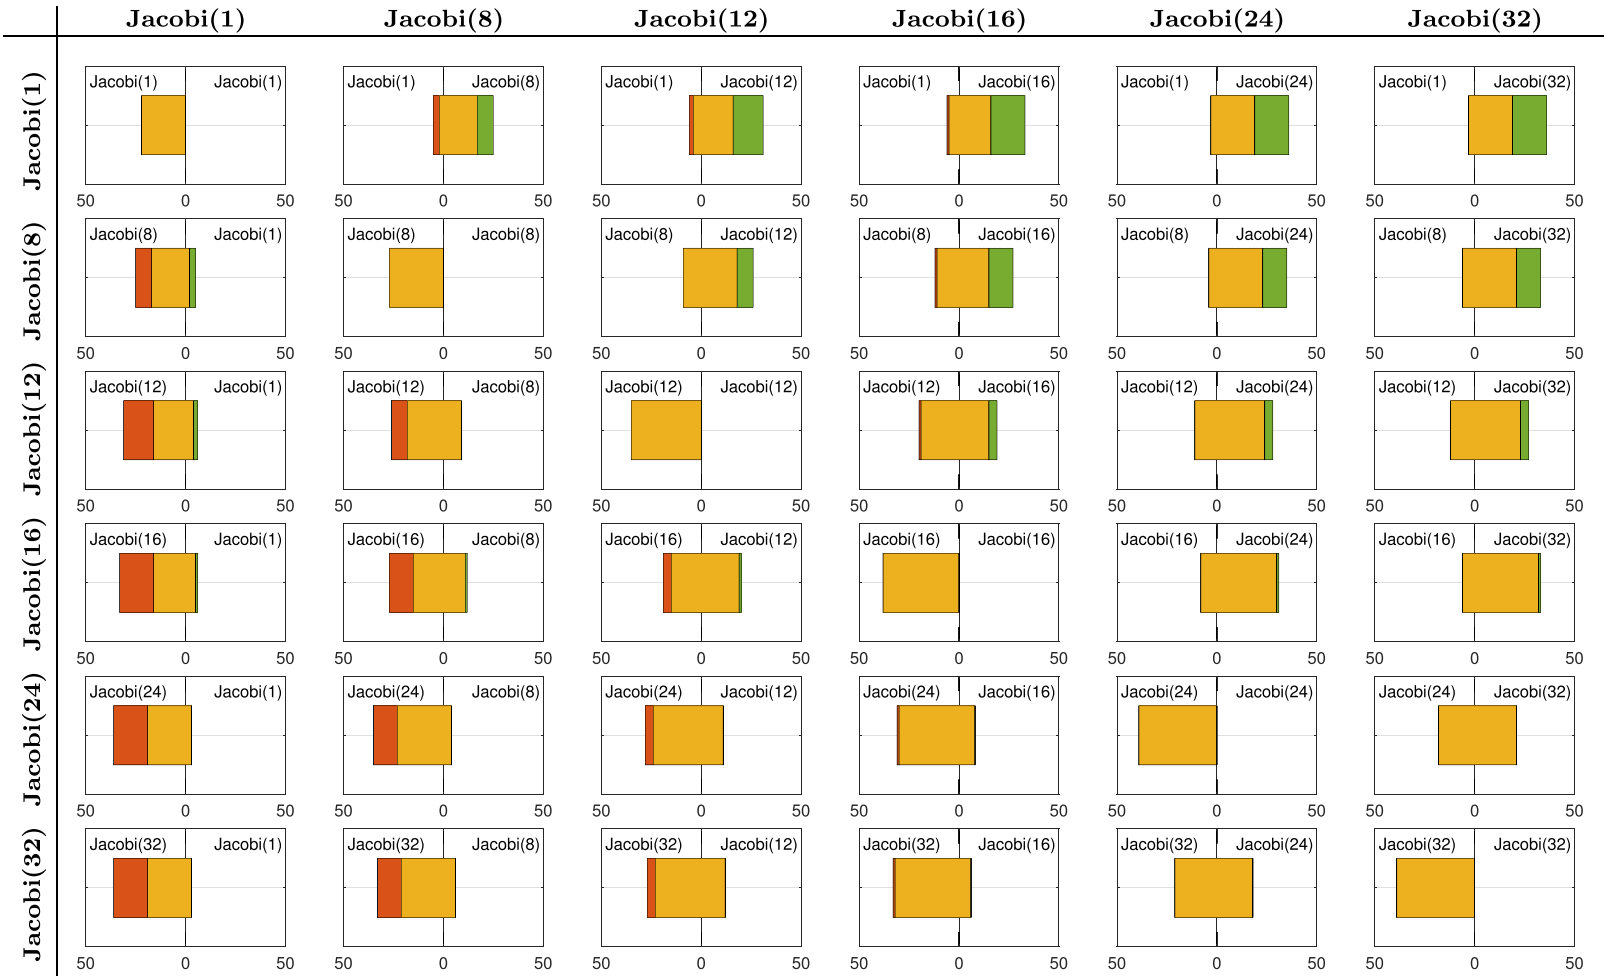 Jacobi(1) Jacobi(8) Jacobi(12) Jacobi(16) Jacobi(24) Jacobi(32)
Jacobi(1)
Jacobi(1) Jacobi(1) Jacobi(1) Jacobi(8) Jacobi(1) Jacobi(12) Jacobi(1) Jacobi(16) Jacobi(1) Jacobi(24) Jacobi(1) Jacobi(32)
50 0 50 50 0 50 50 0 50 50 0 50 50 0 50 50 0 50
Jacobi(8)
Jacobi(8) Jacobi(1) Jacobi(8) Jacobi(8) Jacobi(8) Jacobi(12) Jacobi(8) Jacobi(16) Jacobi(8) Jacobi(24) Jacobi(8) Jacobi(32)
50 0 50 50 0 50 50 0 50 50 0 50 50 0 50 50 0 50
Jacobi(12)
Jacobi(12) Jacobi(1) Jacobi(12) Jacobi(8) Jacobi(12) Jacobi(12) Jacobi(12) Jacobi(16) Jacobi(12) Jacobi(24) Jacobi(12) Jacobi(32)
50 0 50 50 0 50 50 0 50 50 0 50 50 0 50 50 0 50
Jacobi(16)
Jacobi(16) Jacobi(1) Jacobi(16) Jacobi(8) Jacobi(16) Jacobi(12) Jacobi(16) Jacobi(16) Jacobi(16) Jacobi(24) Jacobi(16) Jacobi(32)
50 0 50 50 0 50 50 0 50 50 0 50 50 0 50 50 0 50
Jacobi(24)
Jacobi(24) Jacobi(1) Jacobi(24) Jacobi(8) Jacobi(24) Jacobi(12) Jacobi(24) Jacobi(16) Jacobi(24) Jacobi(24) Jacobi(24) Jacobi(32)
50 0 50 50 0 50 50 0 50 50 0 50 50 0 50 50 0 50
Jacobi(32)
Jacobi(32) Jacobi(1) Jacobi(32) Jacobi(8) Jacobi(32) Jacobi(12) Jacobi(32) Jacobi(16) Jacobi(32) Jacobi(24) Jacobi(32) Jacobi(32)
50 0 50 50 0 50 50 0 50 50 0 50 50 0 50 50 0 50